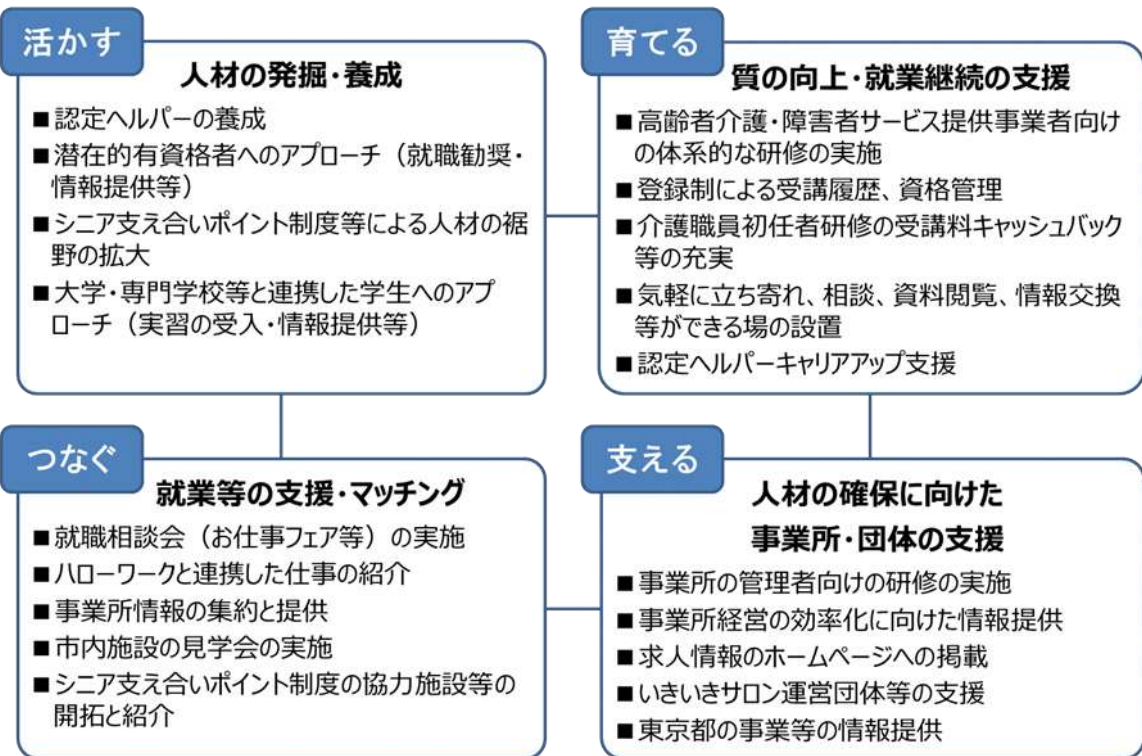 活かす
人材の発掘・養成
■認定ヘルパーの養成
■潜在的有資格者へのアプローチ（就職勧奨・
情報提供等）
■シニア支え合いポイント制度等による人材の裾
野の拡大
■大学・専門学校等と連携した学生へのアプ
ローチ（実習の受入・情報提供等）
育てる
質の向上・就業継続の支援
■高齢者介護・障害者サービス提供事業者向け
の体系的な研修の実施
■登録制による受講履歴、資格管理
■介護職員初任者研修の受講料キャッシュバック
等の充実
■気軽に立ち寄れ、相談、資料閲覧、情報交換
等ができる場の設置
■認定ヘルパーキャリアアップ支援
つなぐ
就業等の支援・マッチング
■就職相談会（お仕事フェア等）の実施
■ハローワークと連携した仕事の紹介
■事業所情報の集約と提供
■市内施設の見学会の実施
■シニア支え合いポイント制度の協力施設等の
開拓と紹介
支える
人材の確保に向けた
事業所・団体の支援
■事業所の管理者向けの研修の実施
■事業所経営の効率化に向けた情報提供
■求人情報のホームページへの掲載
■いきいきサロン運営団体等の支援
■東京都の事業等の情報提供